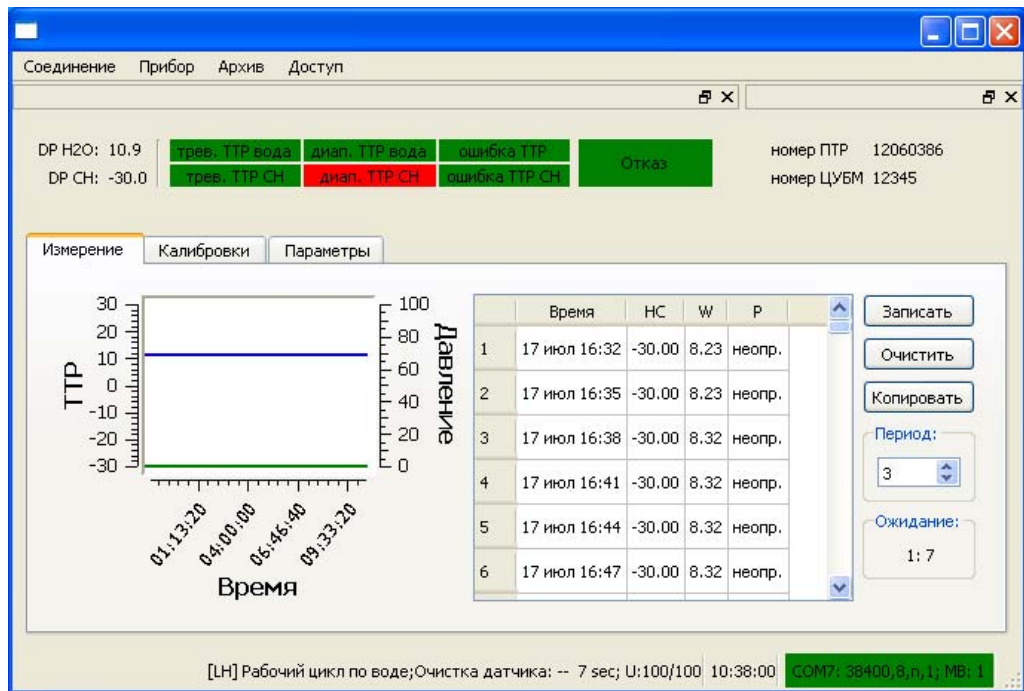 Соединение Прибор Архив Доступ
DP H2O: 10.9 трев. ТТР вода диап. ТТР вода ошибка ТТР Отказ номер ПТР 12060386
DP CH: -30.0 трев. ТТР CH диап. ТТР CH ошибка ТТР CH номер ЦУБМ 12345
Измерение Калибровки Параметры
ТТР
30
20
10
0
-10
-20
-30
100
80
60
40
20
0
Давление
01:13:20 04:00:00 06:46:40 09:33:20
Время
Время HC W P
1 17 июл 16:32 -30.00 8.23 неопр.
2 17 июл 16:35 -30.00 8.23 неопр.
3 17 июл 16:38 -30.00 8.32 неопр.
4 17 июл 16:41 -30.00 8.32 неопр.
5 17 июл 16:44 -30.00 8.32 неопр.
6 17 июл 16:47 -30.00 8.32 неопр.
Записать
Очистить
Копировать
Период:
3
Ожидание:
1: 7
[LH] Рабочий цикл по воде;Очистка датчика: -- 7 sec; U:100/100 10:38:00 COM7: 38400,8,n,1; MB: 1